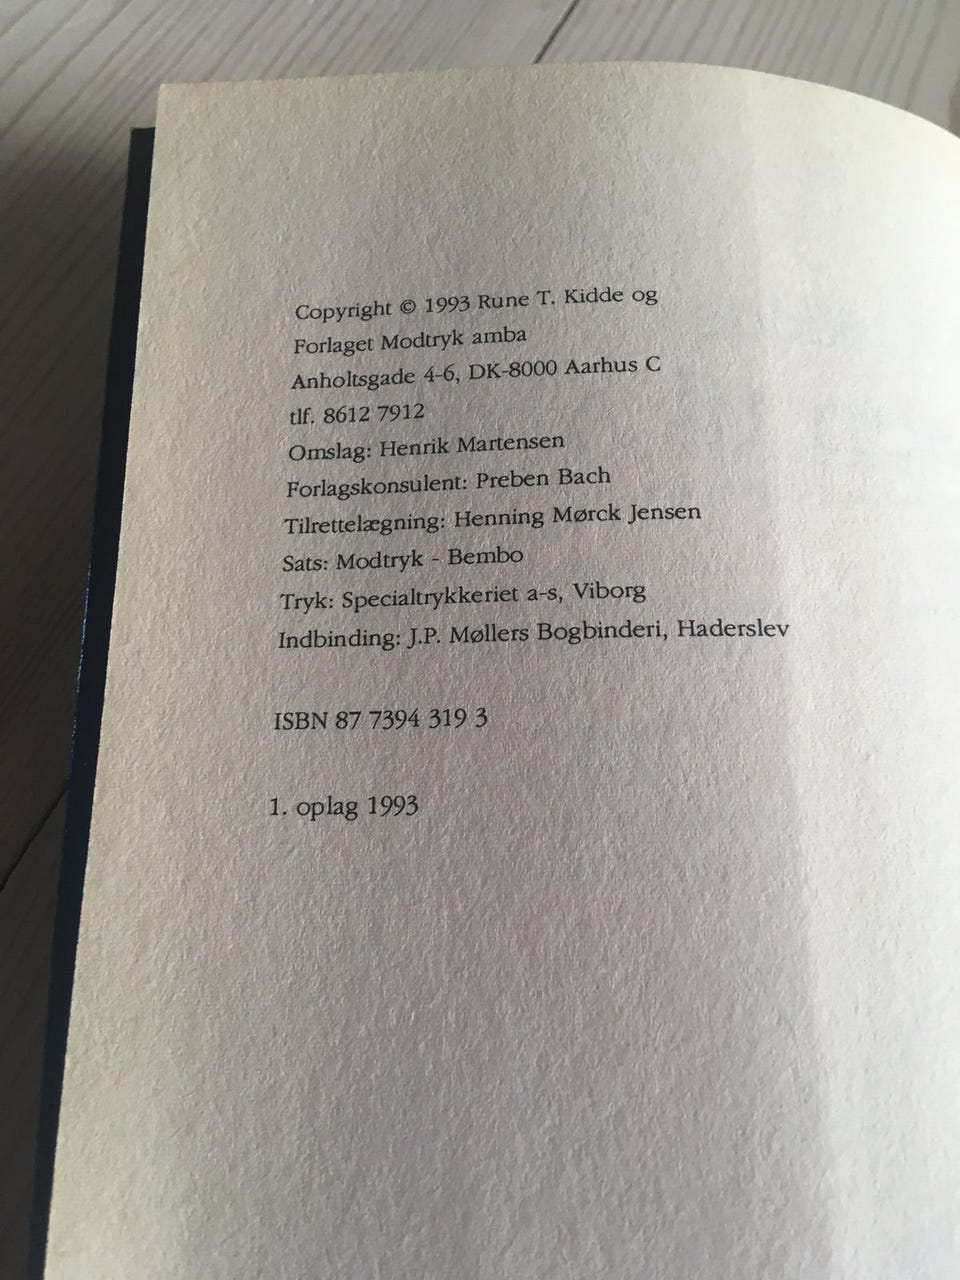 Copyright © 1993 Rune T. Kidde og
Forlaget Modtryk amba
Anholtsgade 4-6, DK-8000 Aarhus C
tlf. 8612 7912
Omslag: Henrik Martensen
Forlagskonsulent: Preben Bach
Tilrettelægning: Henning Mørck Jensen
Sats: Modtryk - Bembo
Tryk: Specialtrykkeriet a-s, Viborg
Indbinding: J.P. Møllers Bogbinderi, Haderslev
ISBN 87 7394 319 3
1. oplag 1993